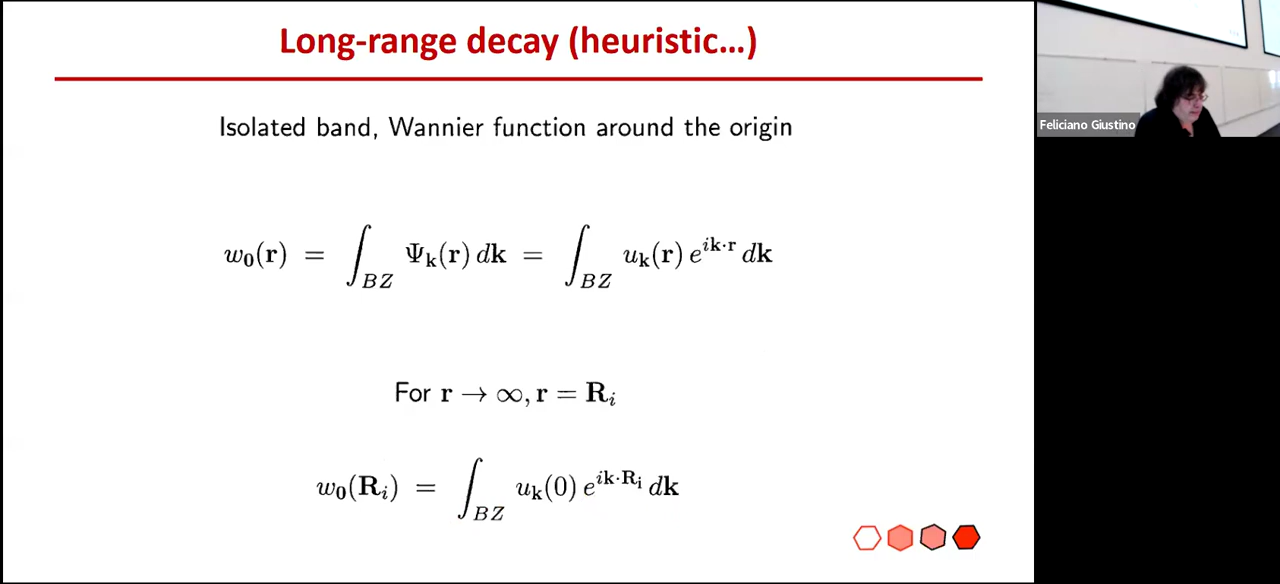 Long-range decay (heuristic...)
Isolated band, Wannier function around the origin
w₀(r) = ∫_BZ Ψ_k(r) dk = ∫_BZ u_k(r) e^{ik·r} dk
For r → ∞, r = R_i
w₀(R_i) = ∫_BZ u_k(0) e^{ik·R_i} dk
Feliciano Giustino